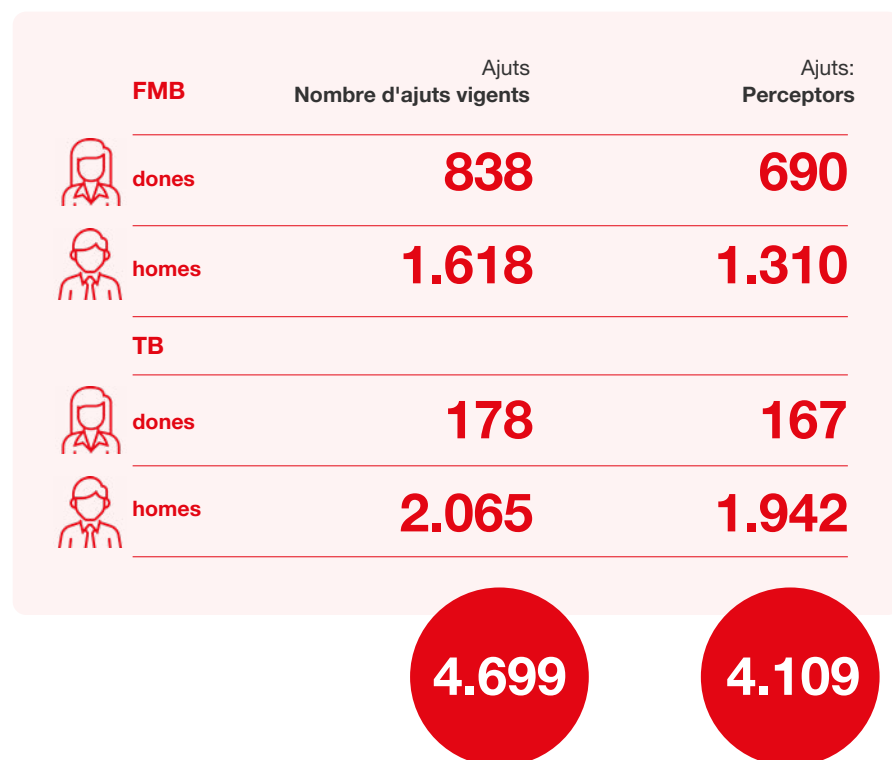 FMB
Ajuts
Nombre d'ajuts vigents
Ajuts:
Perceptors
dones 838 690
homes 1.618 1.310
TB
dones 178 167
homes 2.065 1.942
4.699 4.109